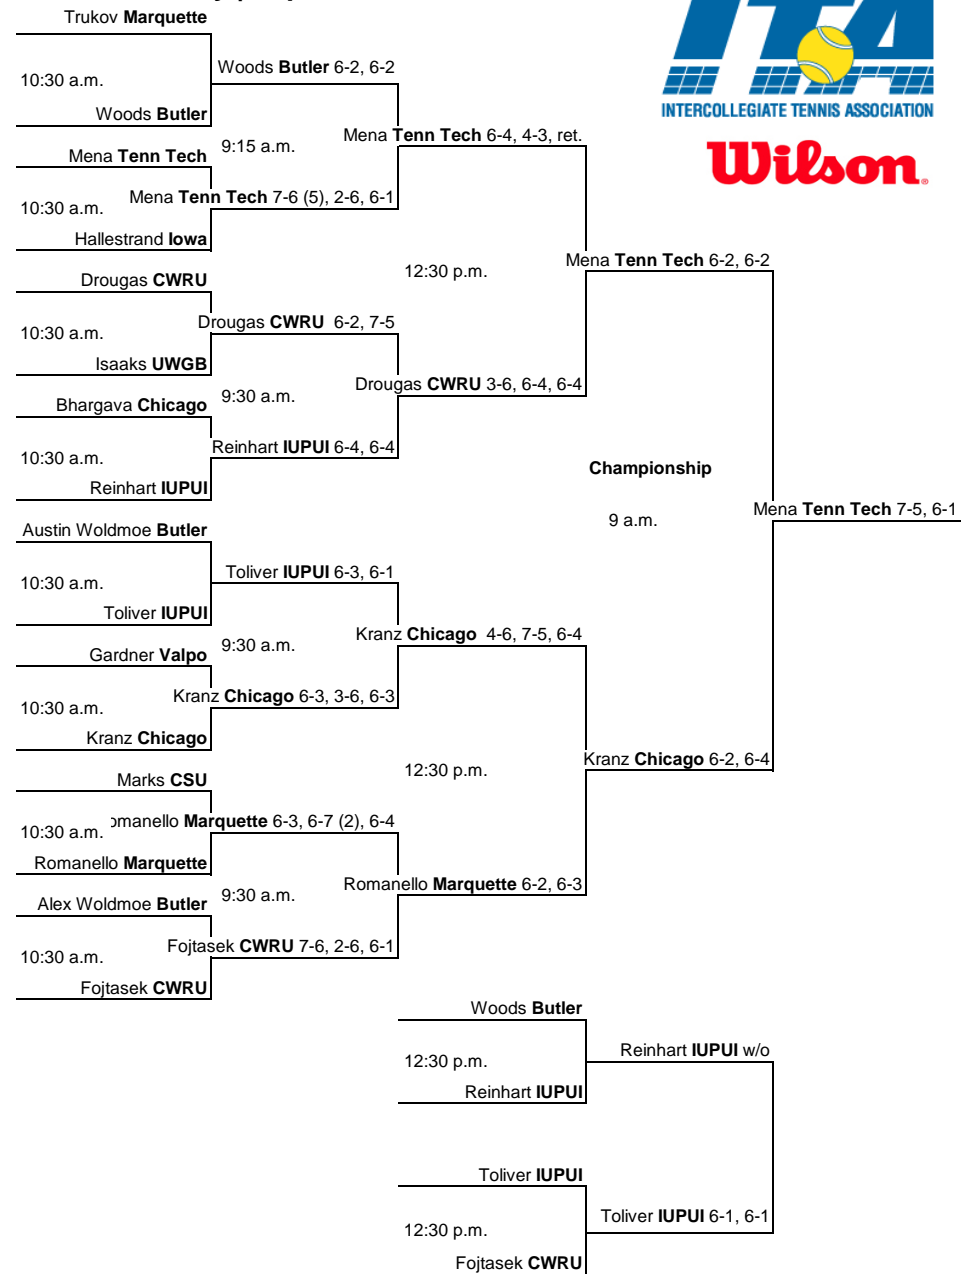 Trukov Marquette
10:30 a.m.
Woods Butler 6-2, 6-2
Woods Butler
ITA
INTERCOLLEGIATE TENNIS ASSOCIATION
Wilson.
Mena Tenn Tech
9:15 a.m.
Mena Tenn Tech 6-4, 4-3, ret.
10:30 a.m.
Mena Tenn Tech 7-6 (5), 2-6, 6-1
Hallestrand Iowa
12:30 p.m.
Mena Tenn Tech 6-2, 6-2
Drougas CWRU
10:30 a.m.
Drougas CWRU 6-2, 7-5
Isaaks UWGB
Bhargava Chicago
9:30 a.m.
Drougas CWRU 3-6, 6-4, 6-4
10:30 a.m.
Reinhart IUPUI 6-4, 6-4
Reinhart IUPUI
Championship
9 a.m.
Mena Tenn Tech 7-5, 6-1
Austin Woldmoe Butler
10:30 a.m.
Toliver IUPUI 6-3, 6-1
Toliver IUPUI
Gardner Valpo
9:30 a.m.
Kranz Chicago 4-6, 7-5, 6-4
10:30 a.m.
Kranz Chicago 6-3, 3-6, 6-3
Kranz Chicago
12:30 p.m.
Kranz Chicago 6-2, 6-4
Marks CSU
10:30 a.m.
omanello Marquette 6-3, 6-7 (2), 6-4
Romanello Marquette
Alex Woldmoe Butler
9:30 a.m.
Romanello Marquette 6-2, 6-3
10:30 a.m.
Fojtasek CWRU 7-6, 2-6, 6-1
Fojtasek CWRU
Woods Butler
12:30 p.m.
Reinhart IUPUI w/o
Reinhart IUPUI
Toliver IUPUI
12:30 p.m.
Toliver IUPUI 6-1, 6-1
Fojtasek CWRU